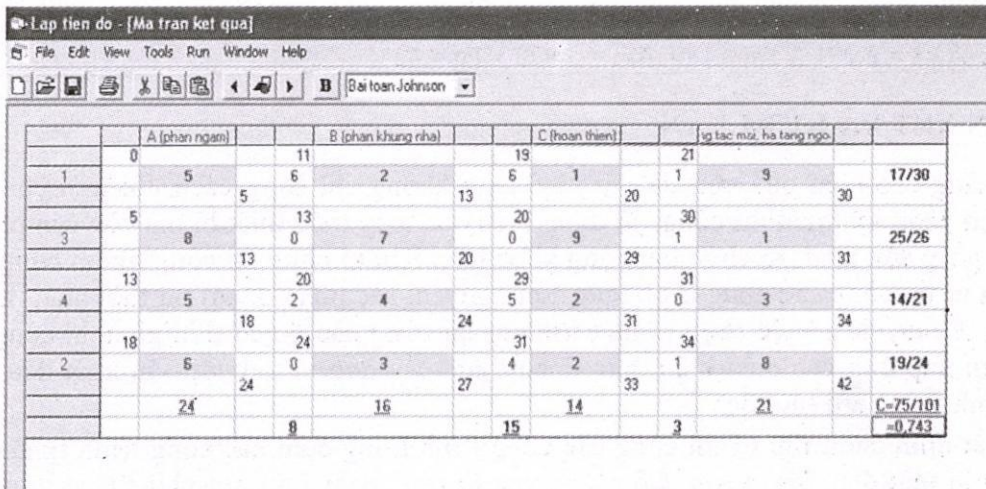 Lap tien do - [Ma tran ket qua]
File Edit View Tools Run Window Help
B Bai toan Johnson
A (phan ngam) B (phan khung nha) C (hoan thien) g tac moi, ha tang ngo
0 11 19 21
1 5 6 2 6 1 1 9 17/30
5 13 20 30
5 13 20 30
3 8 0 7 0 9 1 1 25/26
13 20 29 31
13 20 29 31
4 5 2 4 5 2 0 3 14/21
18 24 31 34
18 24 31 34
2 6 0 3 4 2 1 8 19/24
24 27 33 42
24 16 14 21 C=75/101
8 15 3 =0,743